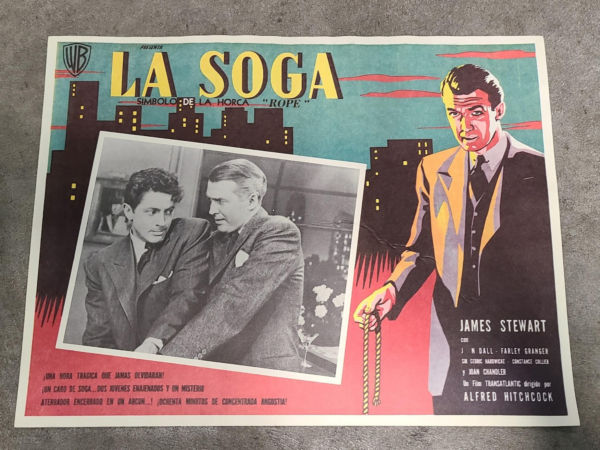 WB
PRESENTA
LA SOGA
SIMBOLO DE LA HORCA "ROPE"
JAMES STEWART
con
J N DALL - FARLEY GRANGER
SIR CEDRIC HARDWICKE - CONSTANCE COLLIER
y JOAN CHANDLER
Un Film TRANSATLANTIC dirigido por
ALFRED HITCHCOCK
¡UNA HORA TRAGICA QUE JAMAS OLVIDARAN!
¡UN CABO DE SOGA...DOS JOVENES ENAJENADOS Y UN MISTERIO
ATERRADOR ENCERRADO EN UN ARCON...! ¡OCHENTA MINUTOS DE CONCENTRADA ANGUSTIA!